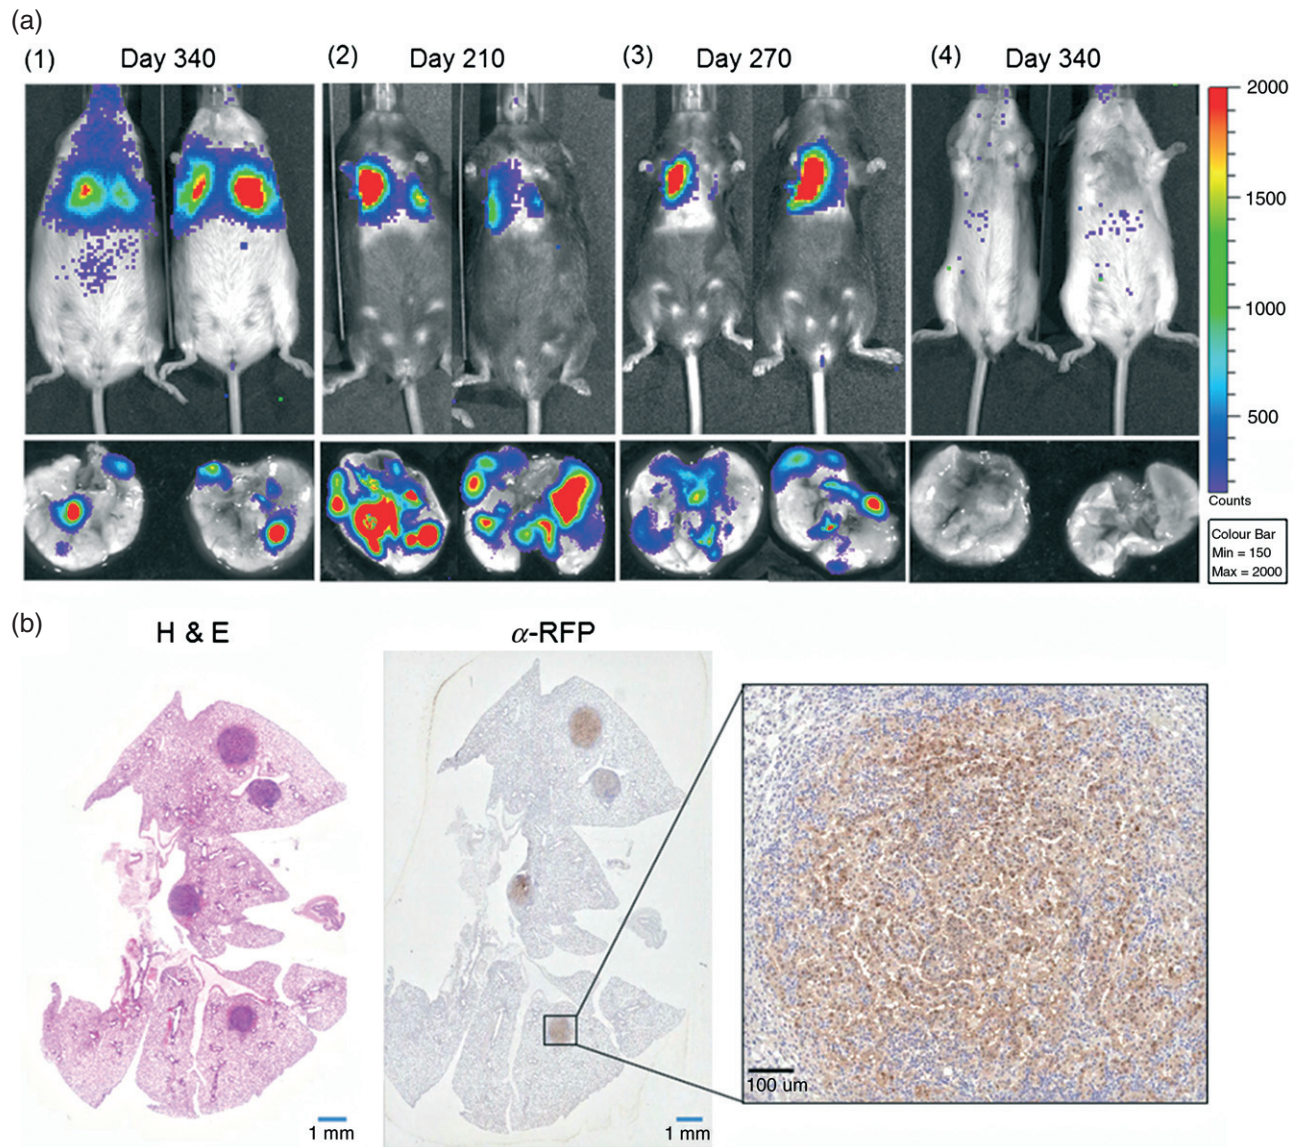 (a)
(1) Day 340 (2) Day 210 (3) Day 270 (4) Day 340
2000
1500
1000
500
Counts
Colour Bar
Min = 150
Max = 2000
(b)
H & E α-RFP
100 um
1 mm 1 mm